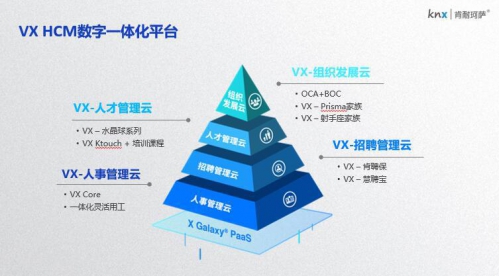 VX HCM数字一体化平台
knx | 肯耐珂萨®
VX-组织发展云
• OCA+BOC
• VX – Prisma家族
• VX – 射手座家族
VX-人才管理云
• VX – 水晶球系列
• VX Ktouch + 培训课程
VX-招聘管理云
• VX – 肯聘保
• VX – 慧聘宝
VX-人事管理云
• VX Core
• 一体化灵活用工
组织
发展云
人才管理云
招聘管理云
人事管理云
X Galaxy® PaaS